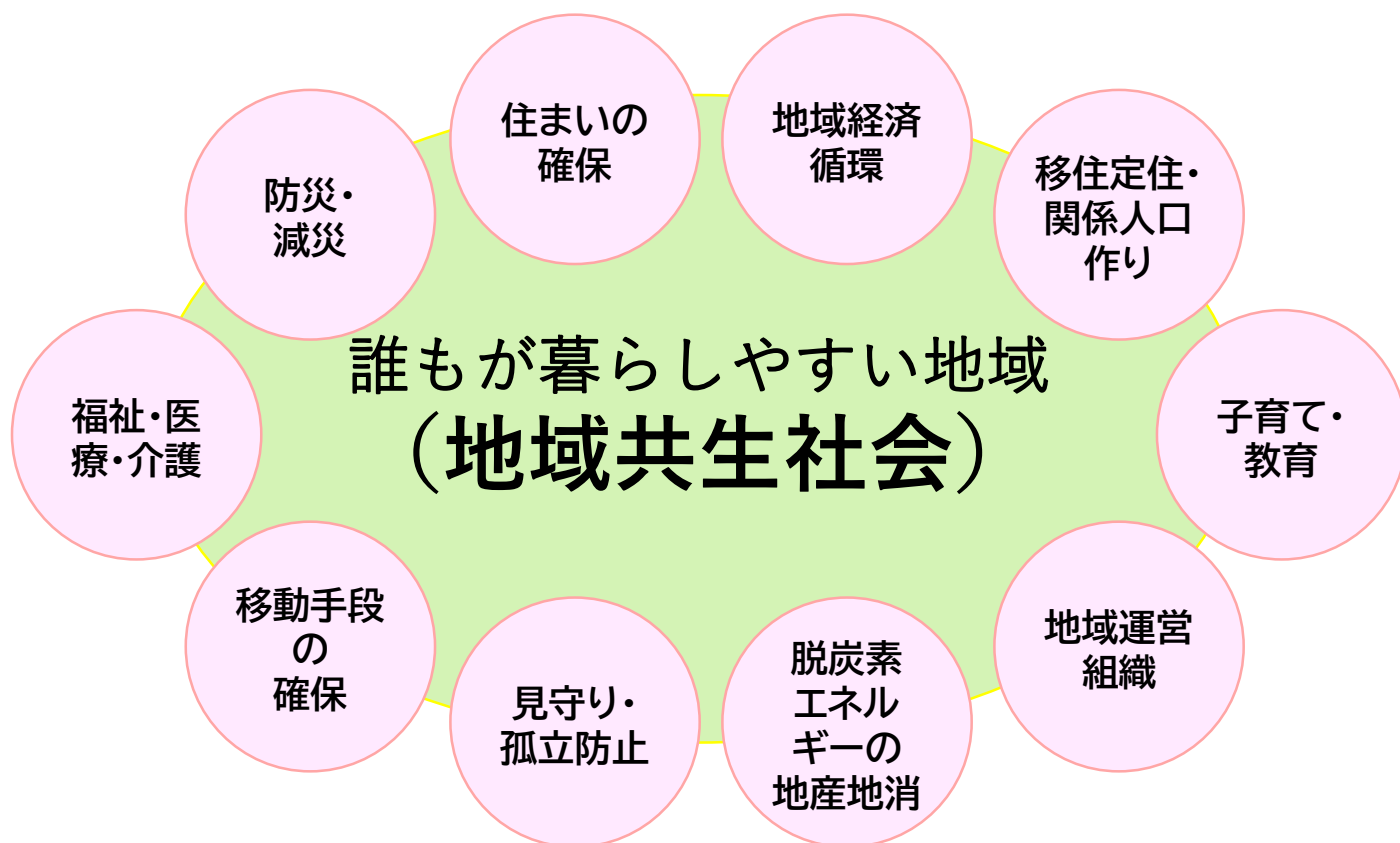 住まいの
確保
地域経済
循環
移住定住・
関係人口
作り
防災・
減災
誰もが暮らしやすい地域
（地域共生社会）
福祉・医
療・介護
子育て・
教育
移動手段
の
確保
見守り・
孤立防止
脱炭素
エネル
ギーの
地産地消
地域運営
組織